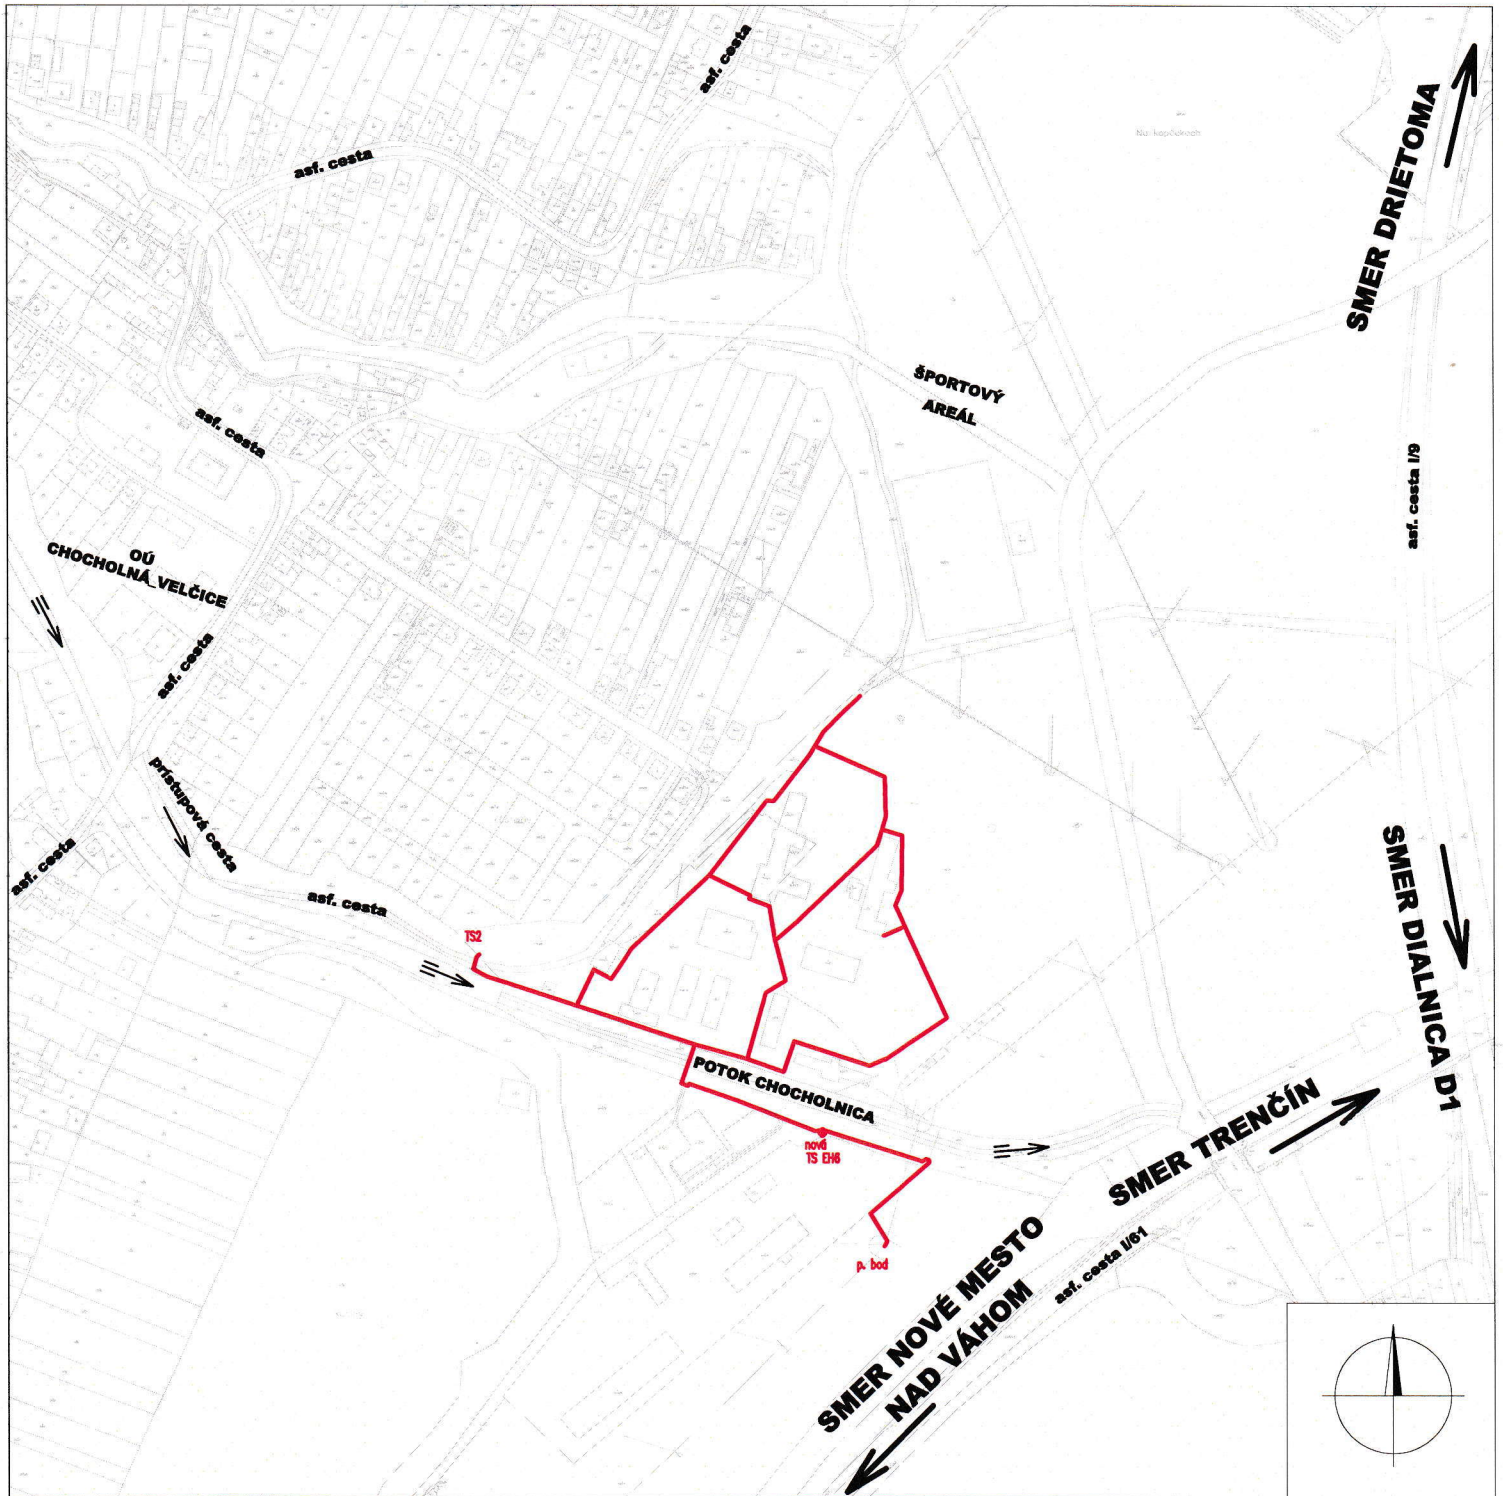 asf. cesta
asf. cesta
Na kopčekoch
SMER DRIETOMA
ŠPORTOVÝ
AREÁL
asf. cesta
asf. cesta I/9
OÚ
CHOCHOLNÁ_VELČICE
asf. cesta
prístupová cesta
asf. cesta
asf. cesta
TS2
SMER DIALNICA D1
POTOK CHOCHOLNICA
nová
TS EH6
SMER TRENČÍN
p. bod
asf. cesta I/61
SMER NOVÉ MESTO
NAD VÁHOM